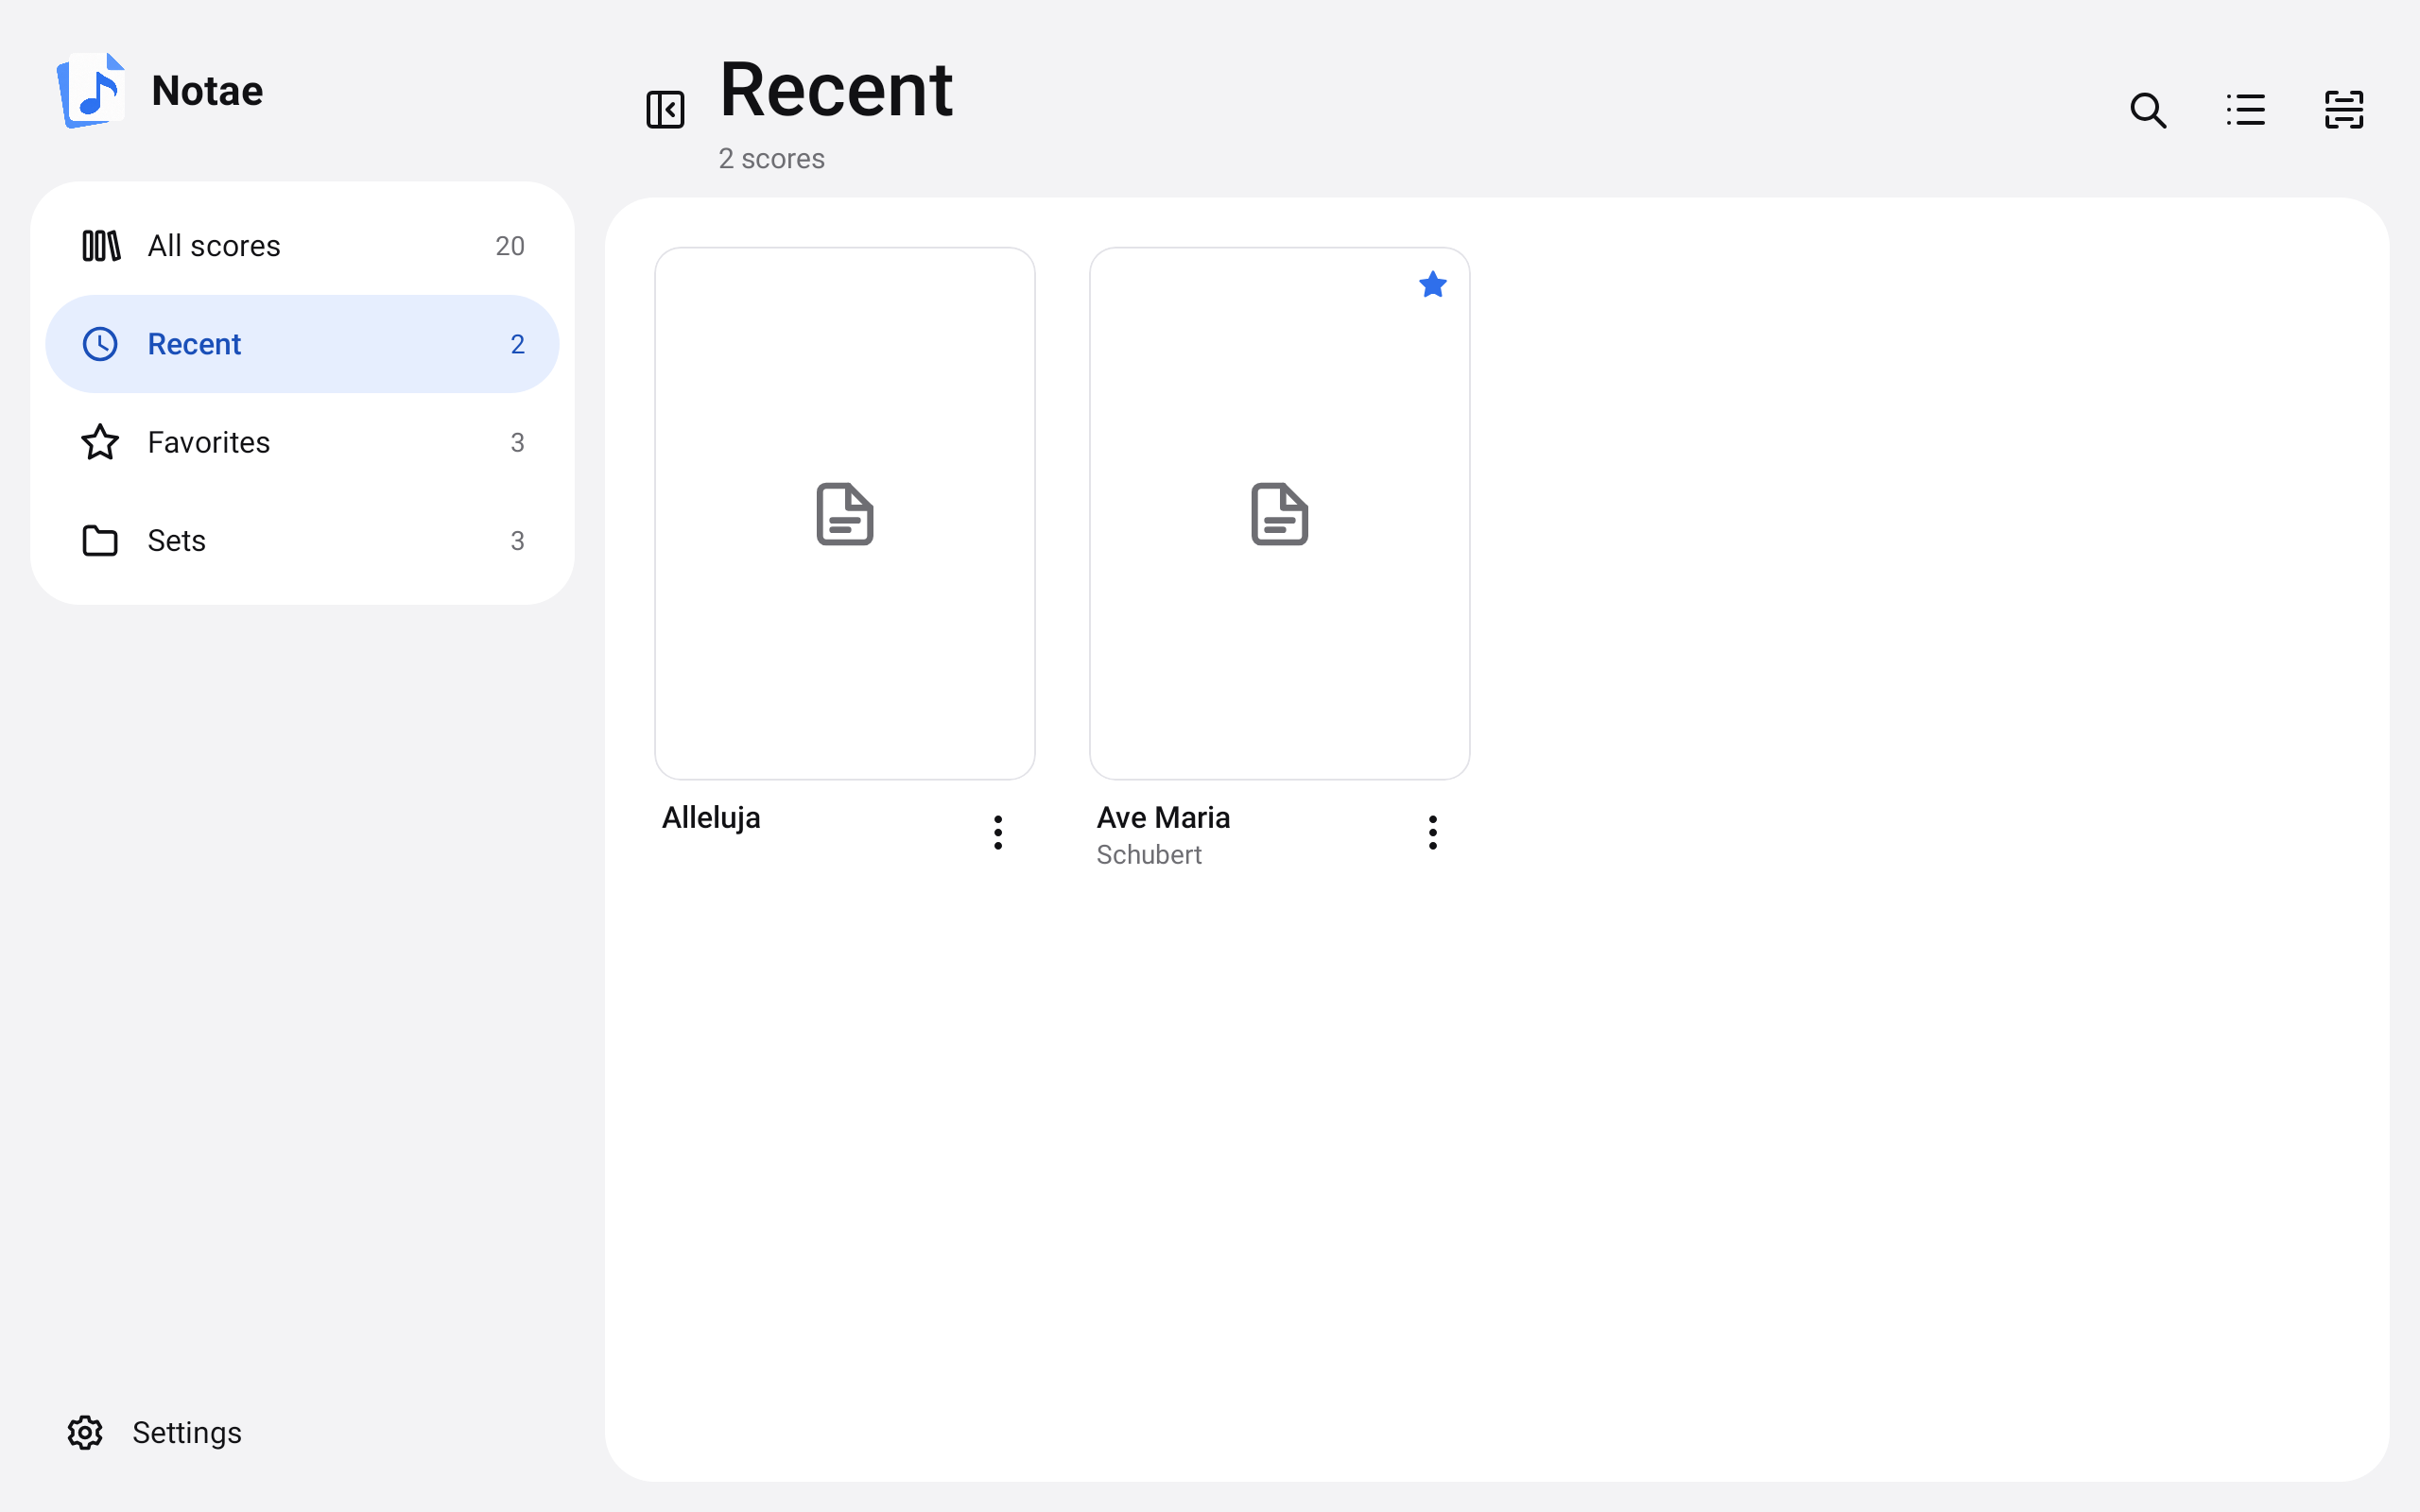 Notae
All scores 20
Recent 2
Favorites 3
Sets 3
Settings
Recent
2 scores
Alleluja
Ave Maria
Schubert